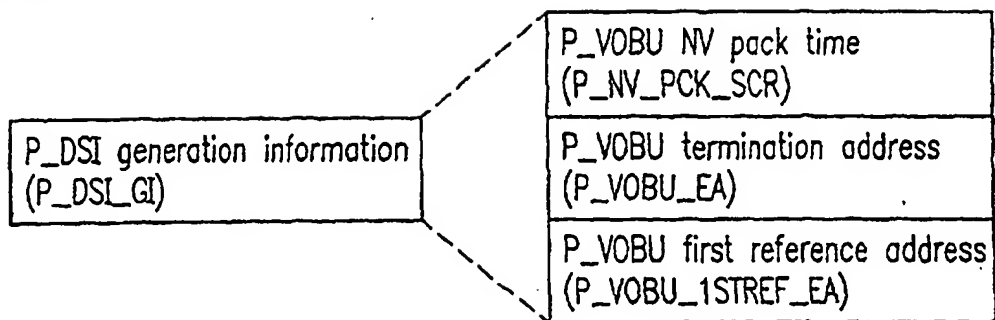 P_VOBU NV pack time
(P_NV_PCK_SCR)
P_DSI generation information
(P_DSI_GI)
P_VOBU termination address
(P_VOBU_EA)
P_VOBU first reference address
(P_VOBU_1STREF_EA)